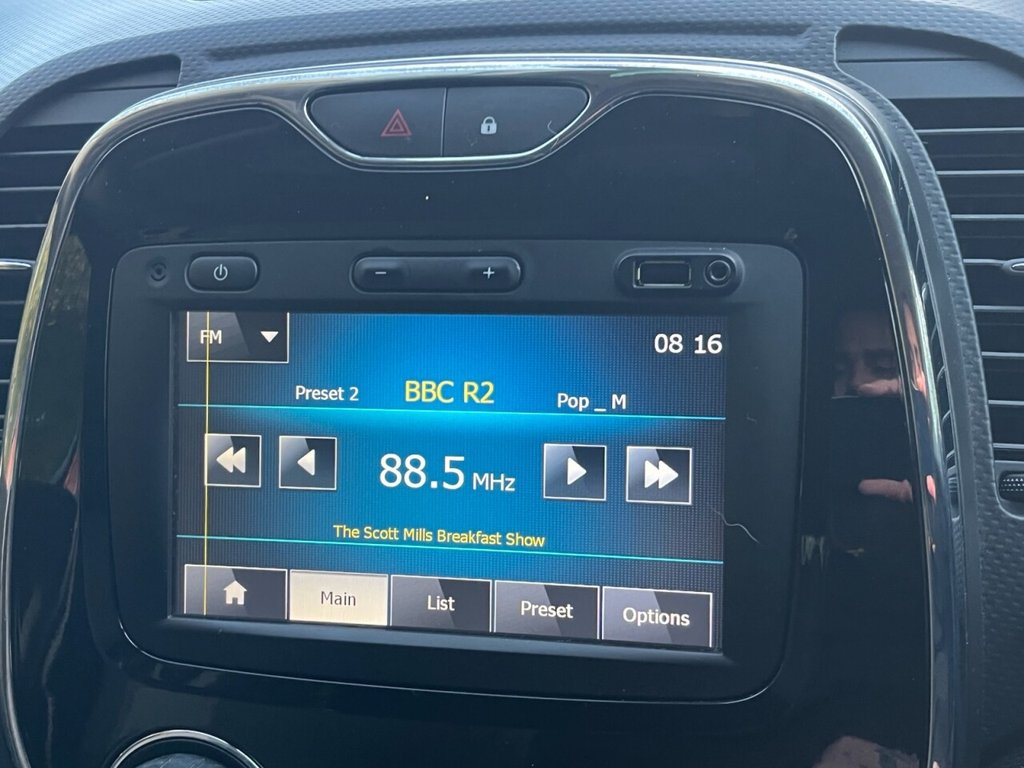 FM
08 16
Preset 2 BBC R2 Pop _ M
88.5 MHz
The Scott Mills Breakfast Show
Main List Preset Options